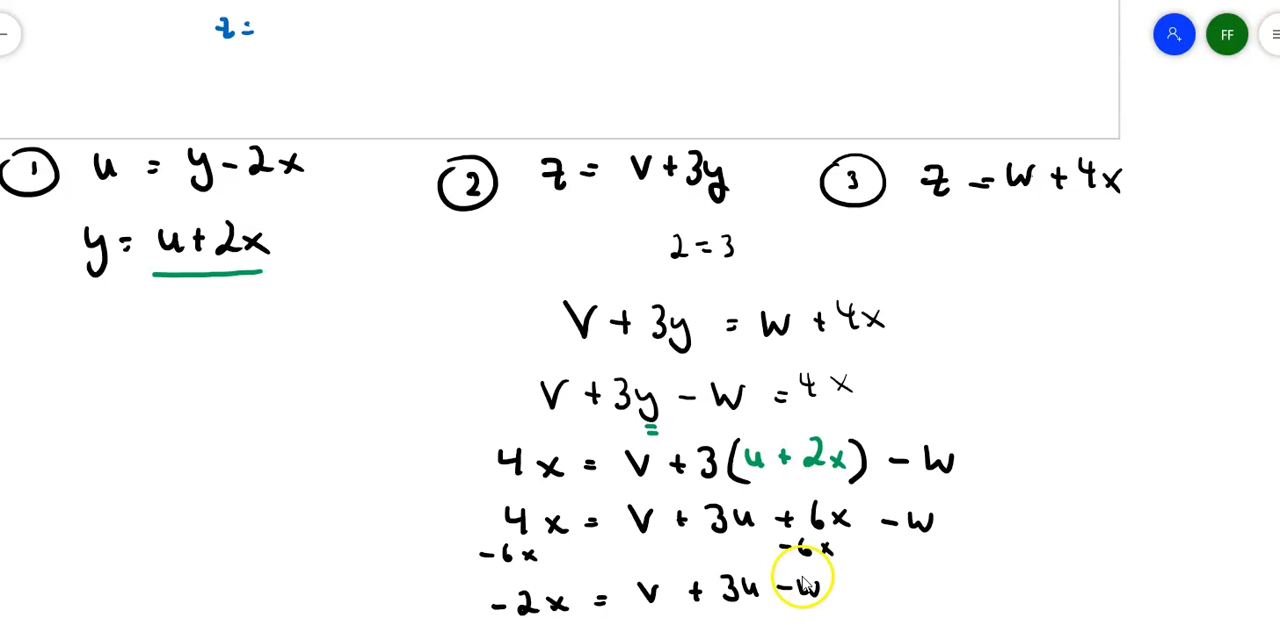 z =
FF
① u = y - 2x ② z = v + 3y ③ z = w + 4x
y = u + 2x
2 = 3
v + 3y = w + 4x
v + 3y - w = 4x
4x = v + 3(u + 2x) - w
4x = v + 3u + 6x - w
-6x -6x
-2x = v + 3u - w